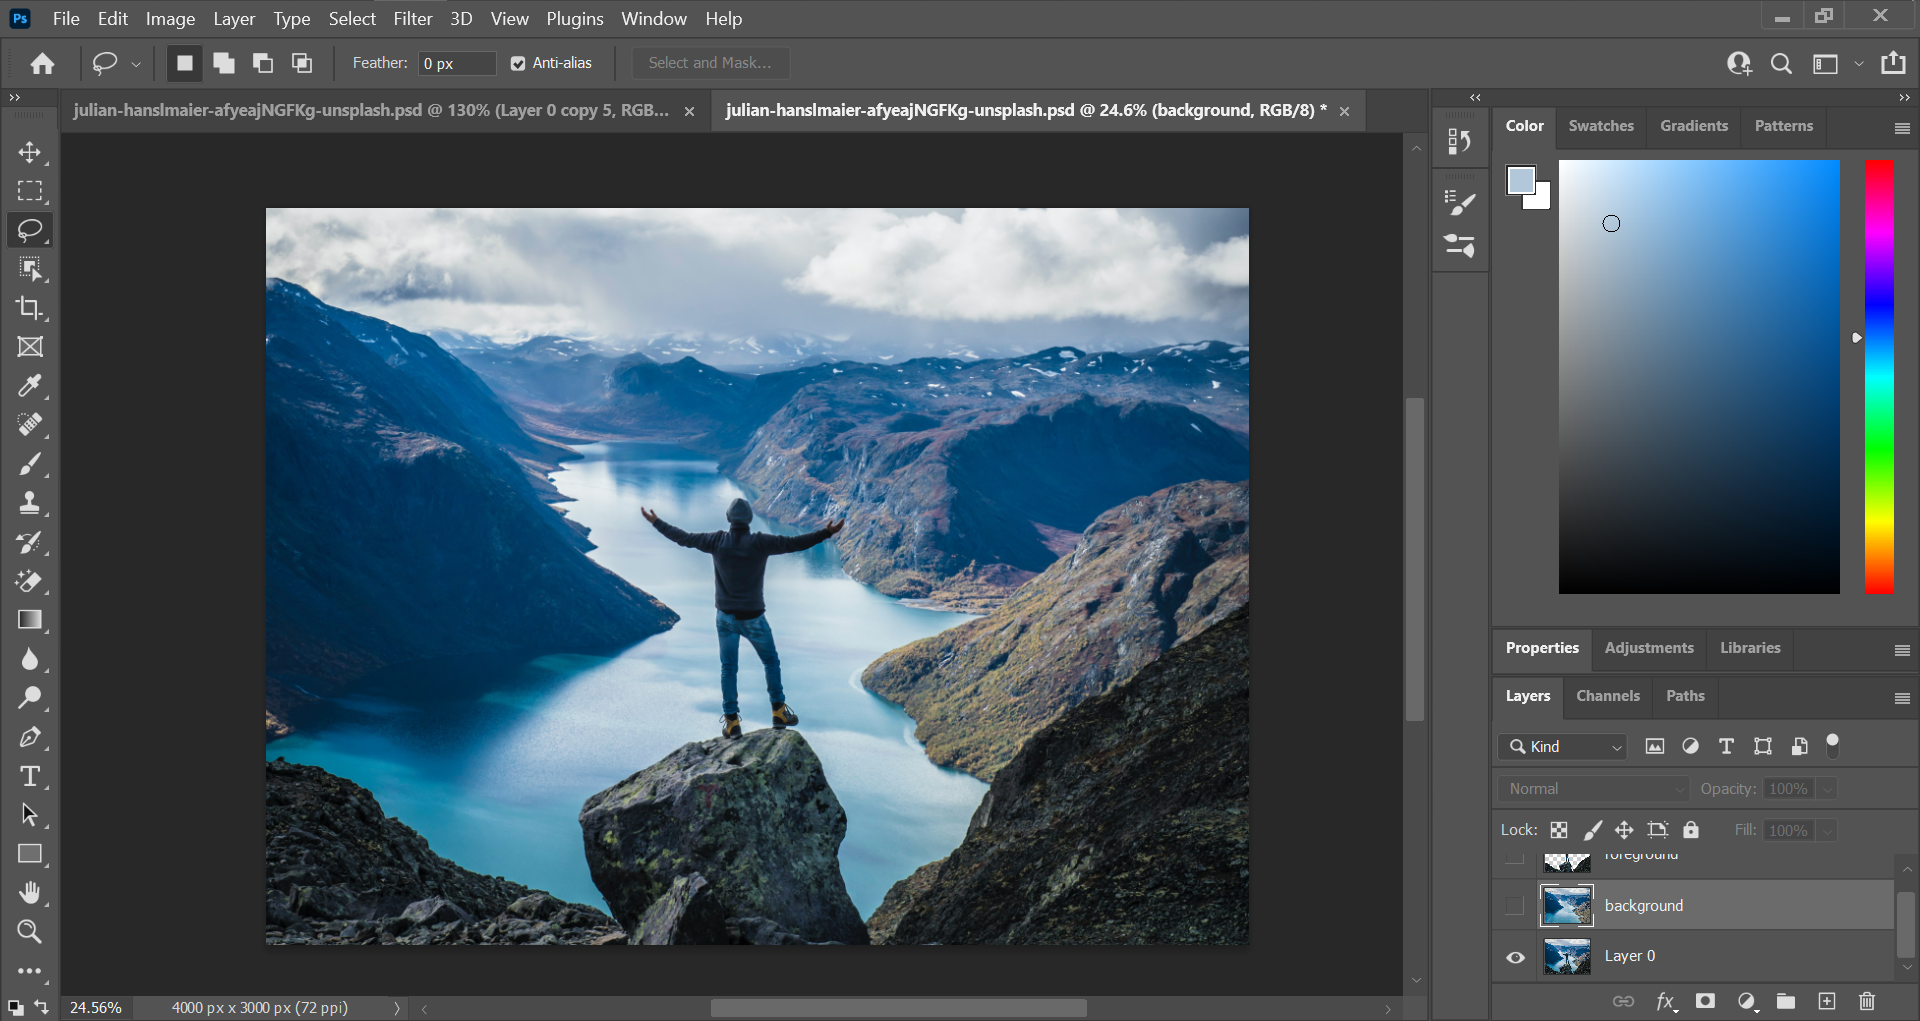 Ps File Edit Image Layer Type Select Filter 3D View Plugins Window Help
Feather: 0 px Anti-alias Select and Mask...
julian-hanslmaier-afyeajNGFKg-unsplash.psd @ 130% (Layer 0 copy 5, RGB... julian-hanslmaier-afyeajNGFKg-unsplash.psd @ 24.6% (background, RGB/8) *
Color Swatches Gradients Patterns
Properties Adjustments Libraries
Layers Channels Paths
Kind
Normal Opacity: 100%
Lock: Fill: 100%
foreground
background
Layer 0
fx
24.56% 4000 px x 3000 px (72 ppi)